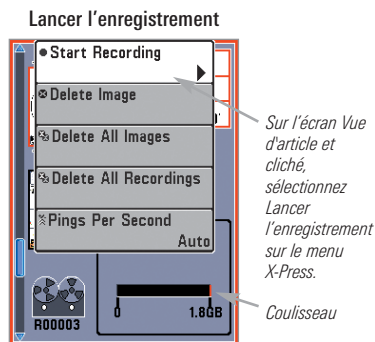 Lancer l’enregistrement
Start Recording
Delete Image
Delete All Images
Delete All Recordings
Pings Per Second
Auto
R00003
0
1.8GB
Sur l’écran Vue
d'article et
cliché,
sélectionnez
Lancer
l’enregistrement
sur le menu
X-Press.
Coulisseau